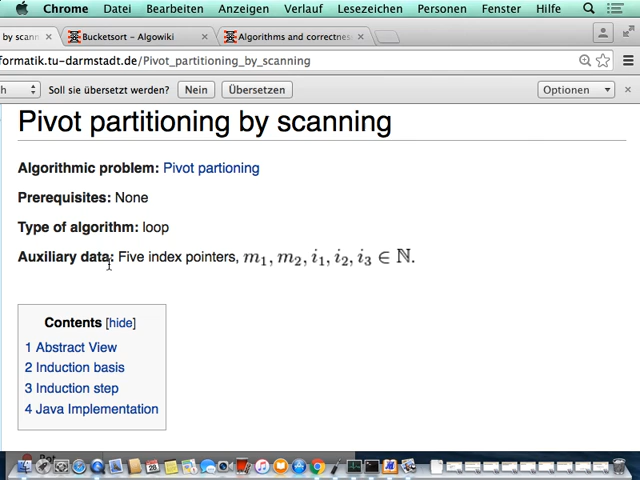 Chrome Datei Bearbeiten Anzeigen Verlauf Lesezeichen Personen Fenster Hilfe
by scann × Bucketsort – Algowiki × Algorithms and correctnes ×
formatik.tu-darmstadt.de/Pivot_partitioning_by_scanning
h Soll sie übersetzt werden? Nein Übersetzen Optionen ×
Pivot partitioning by scanning
Algorithmic problem: Pivot partioning
Prerequisites: None
Type of algorithm: loop
Auxiliary data: Five index pointers, m₁, m₂, i₁, i₂, i₃ ∈ ℕ.
Contents [hide]
1 Abstract View
2 Induction basis
3 Induction step
4 Java Implementation